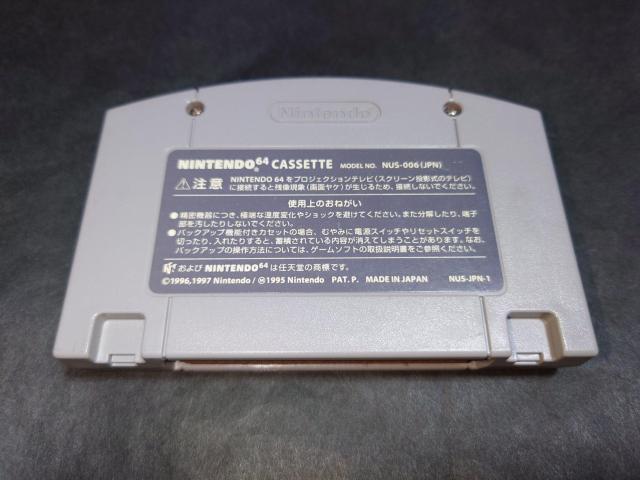 Nintendo
NINTENDO64 CASSETTE MODEL NO. NUS-006(JPN)
⚠注意 NINTENDO 64 をプロジェクションテレビ(スクリーン投影式のテレビ)
に接続すると残像現象(画面ヤケ)が生じるため、接続しないでください。
使用上のおねがい
●精密機器につき、極端な温度変化やショックを避けてください。また分解したり、端子
部を汚したりしないでください。
●バックアップ機能付きカセットの場合、むやみに電源スイッチやリセットスイッチを
切ったり、入れたりすると、蓄積されている内容が消えてしまうことがあります。なお、
バックアップの操作方法については、ゲームソフトの取扱説明書をご参照ください。
および NINTENDO64 は任天堂の商標です。
©1996,1997 Nintendo/Ⓜ1995 Nintendo PAT. P. MADE IN JAPAN NUS-JPN-1